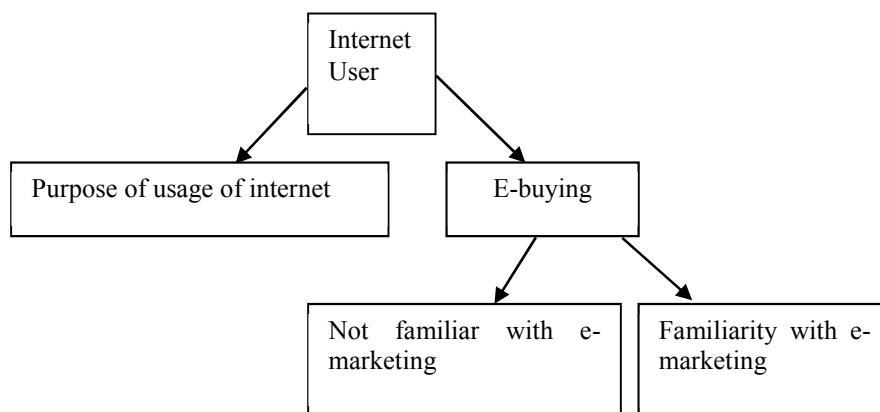 Internet
User
Purpose of usage of internet
E-buying
Not familiar with e-
marketing
Familiarity with e-
marketing